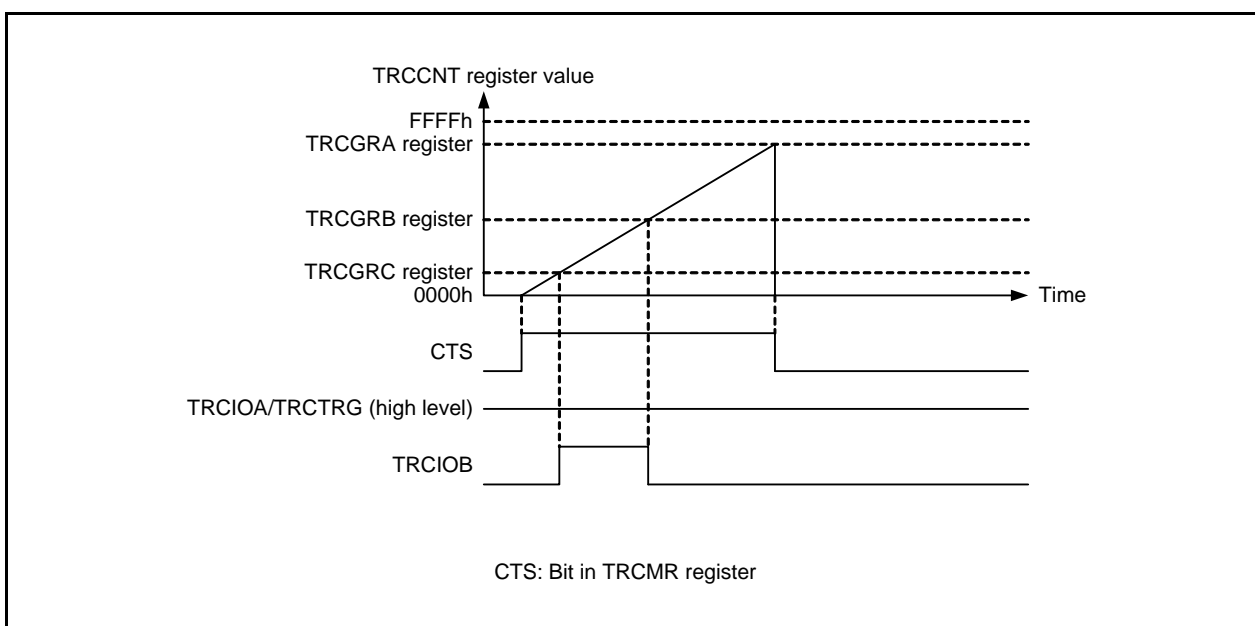 TRCCNT register value
FFFFh
TRCGRA register
TRCGRB register
TRCGRC register
0000h
Time
CTS
TRCIOA/TRCTRG (high level)
TRCIOB
CTS: Bit in TRCMR register